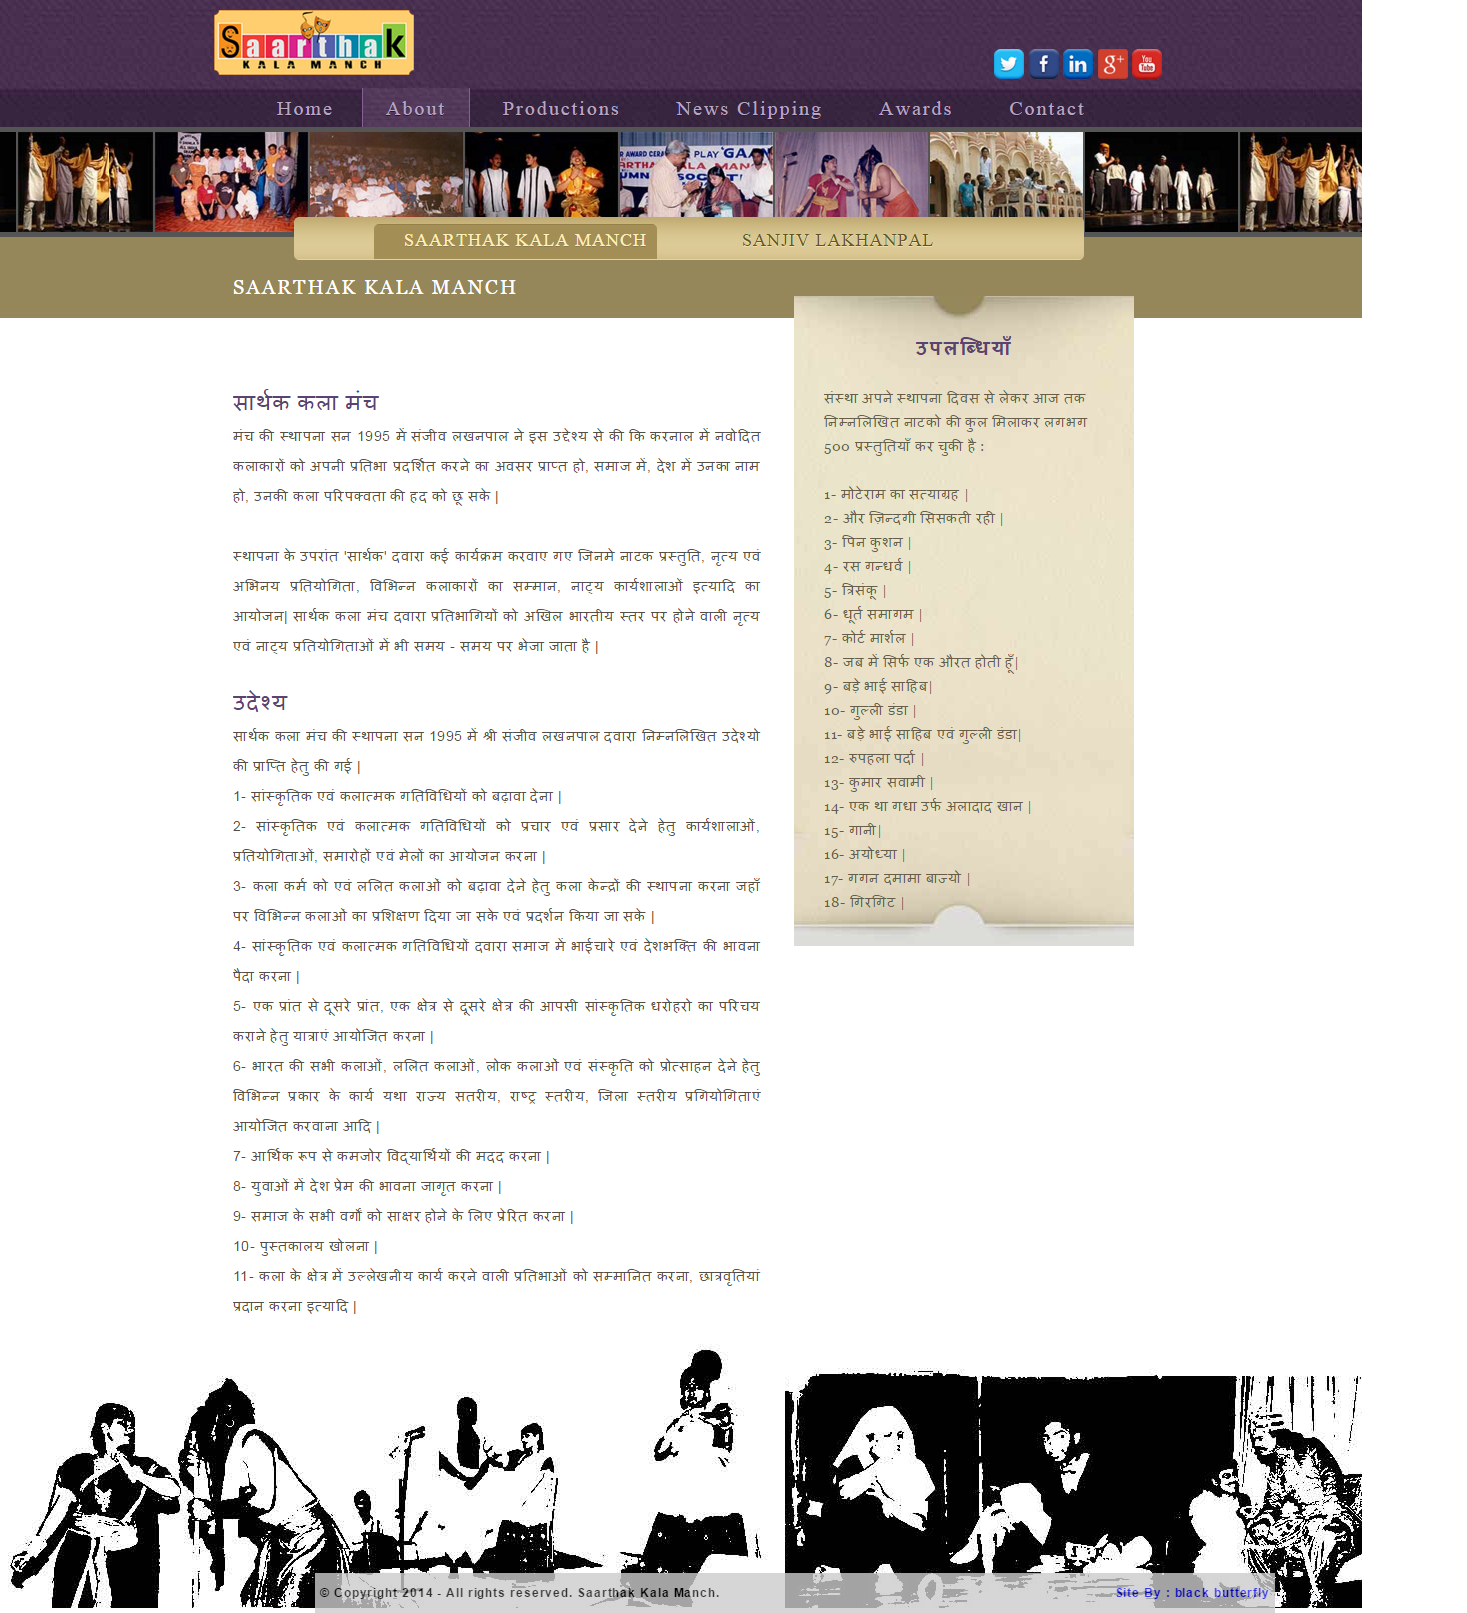 Saarthak
KALA MANCH
Home About Productions News Clipping Awards Contact
SAARTHAK KALA MANCH SANJIV LAKHANPAL
SAARTHAK KALA MANCH
सार्थक कला मंच
मंच की स्थापना सन 1995 में संजीव लखनपाल ने इस उद्देश्य से की कि करनाल में नवोदित
कलाकारों को अपनी प्रतिभा प्रदर्शित करने का अवसर प्राप्त हो, समाज में, देश में उनका नाम
हो, उनकी कला परिपक्वता की हद को छू सके |
स्थापना के उपरांत 'सार्थक' दवारा कई कार्यक्रम करवाए गए जिनमे नाटक प्रस्तुति, नृत्य एवं
अभिनय प्रतियोगिता, विभिन्न कलाकारों का सम्मान, नाट्य कार्यशालाओं इत्यादि का
आयोजन| सार्थक कला मंच दवारा प्रतिभागियों को अखिल भारतीय स्तर पर होने वाली नृत्य
एवं नाट्य प्रतियोगिताओं में भी समय - समय पर भेजा जाता है |
उदेश्य
सार्थक कला मंच की स्थापना सन 1995 में श्री संजीव लखनपाल दवारा निम्नलिखित उदेश्यो
की प्राप्ति हेतु की गई |
1- सांस्कृतिक एवं कलात्मक गतिविधियों को बढ़ावा देना |
2- सांस्कृतिक एवं कलात्मक गतिविधियों को प्रचार एवं प्रसार देने हेतु कार्यशालाओं,
प्रतियोगिताओं, समारोहों एवं मेलों का आयोजन करना |
3- कला कर्म को एवं ललित कलाओं को बढ़ावा देने हेतु कला केन्द्रों की स्थापना करना जहाँ
पर विभिन्न कलाओं का प्रशिक्षण दिया जा सके एवं प्रदर्शन किया जा सके |
4- सांस्कृतिक एवं कलात्मक गतिविधियों दवारा समाज में भाईचारे एवं देशभक्ति की भावना
पैदा करना |
5- एक प्रांत से दूसरे प्रांत, एक क्षेत्र से दूसरे क्षेत्र की आपसी सांस्कृतिक धरोहरो का परिचय
कराने हेतु यात्राएं आयोजित करना |
6- भारत की सभी कलाओं, ललित कलाओं, लोक कलाओं एवं संस्कृति को प्रोत्साहन देने हेतु
विभिन्न प्रकार के कार्य यथा राज्य सतरीय, राष्ट्र स्तरीय, जिला स्तरीय प्रगियोगिताएं
आयोजित करवाना आदि |
7- आर्थिक रूप से कमजोर विद्यार्थियों की मदद करना |
8- युवाओं में देश प्रेम की भावना जागृत करना |
9- समाज के सभी वर्गों को साक्षर होने के लिए प्रेरित करना |
10- पुस्तकालय खोलना |
11- कला के क्षेत्र में उल्लेखनीय कार्य करने वाली प्रतिभाओं को सम्मानित करना, छात्रवृतियां
प्रदान करना इत्यादि |
उपलब्धियाँ
संस्था अपने स्थापना दिवस से लेकर आज तक
निम्नलिखित नाटको की कुल मिलाकर लगभग
500 प्रस्तुतियाँ कर चुकी है :
1- मोटेराम का सत्याग्रह |
2- और ज़िन्दगी सिसकती रही |
3- पिन कुशन |
4- रस गन्धर्व |
5- त्रिसंकू |
6- धूर्त समागम |
7- कोर्ट मार्शल |
8- जब में सिर्फ एक औरत होती हूँ|
9- बड़े भाई साहिब|
10- गुल्ली डंडा |
11- बड़े भाई साहिब एवं गुल्ली डंडा|
12- रुपहला पर्दा |
13- कुमार सवामी |
14- एक था गधा उर्फ अलादाद खान |
15- गानी|
16- अयोध्या |
17- गगन दमामा बाज्यो |
18- गिरगिट |
© Copyright 2014 - All rights reserved. Saarthak Kala Manch. Site By : black butterfly